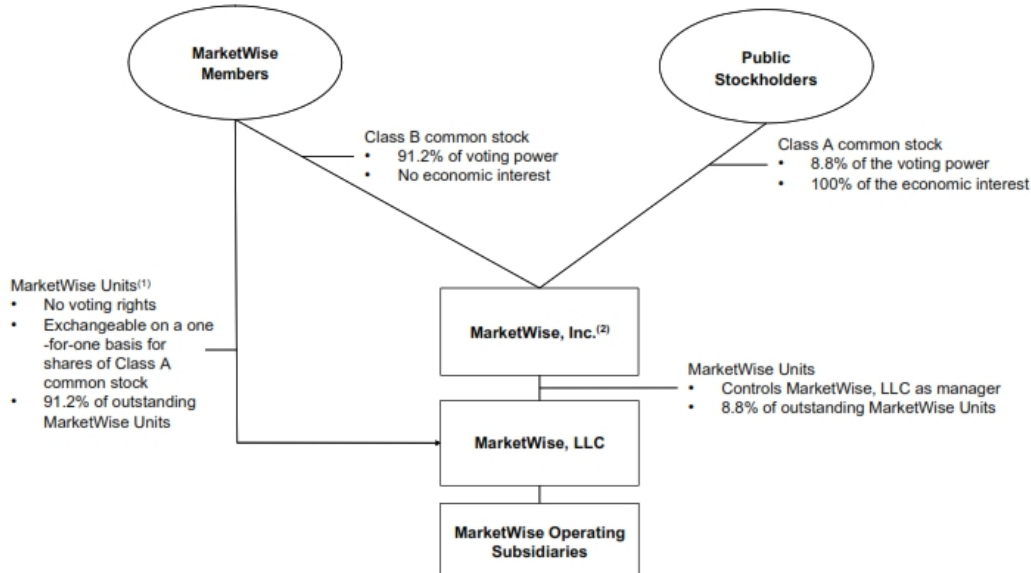 MarketWise
Members
Public
Stockholders
Class B common stock
• 91.2% of voting power
• No economic interest
Class A common stock
• 8.8% of the voting power
• 100% of the economic interest
MarketWise Units(1)
• No voting rights
• Exchangeable on a one
-for-one basis for
shares of Class A
common stock
• 91.2% of outstanding
MarketWise Units
MarketWise, Inc.(2)
MarketWise Units
• Controls MarketWise, LLC as manager
• 8.8% of outstanding MarketWise Units
MarketWise, LLC
MarketWise Operating
Subsidiaries